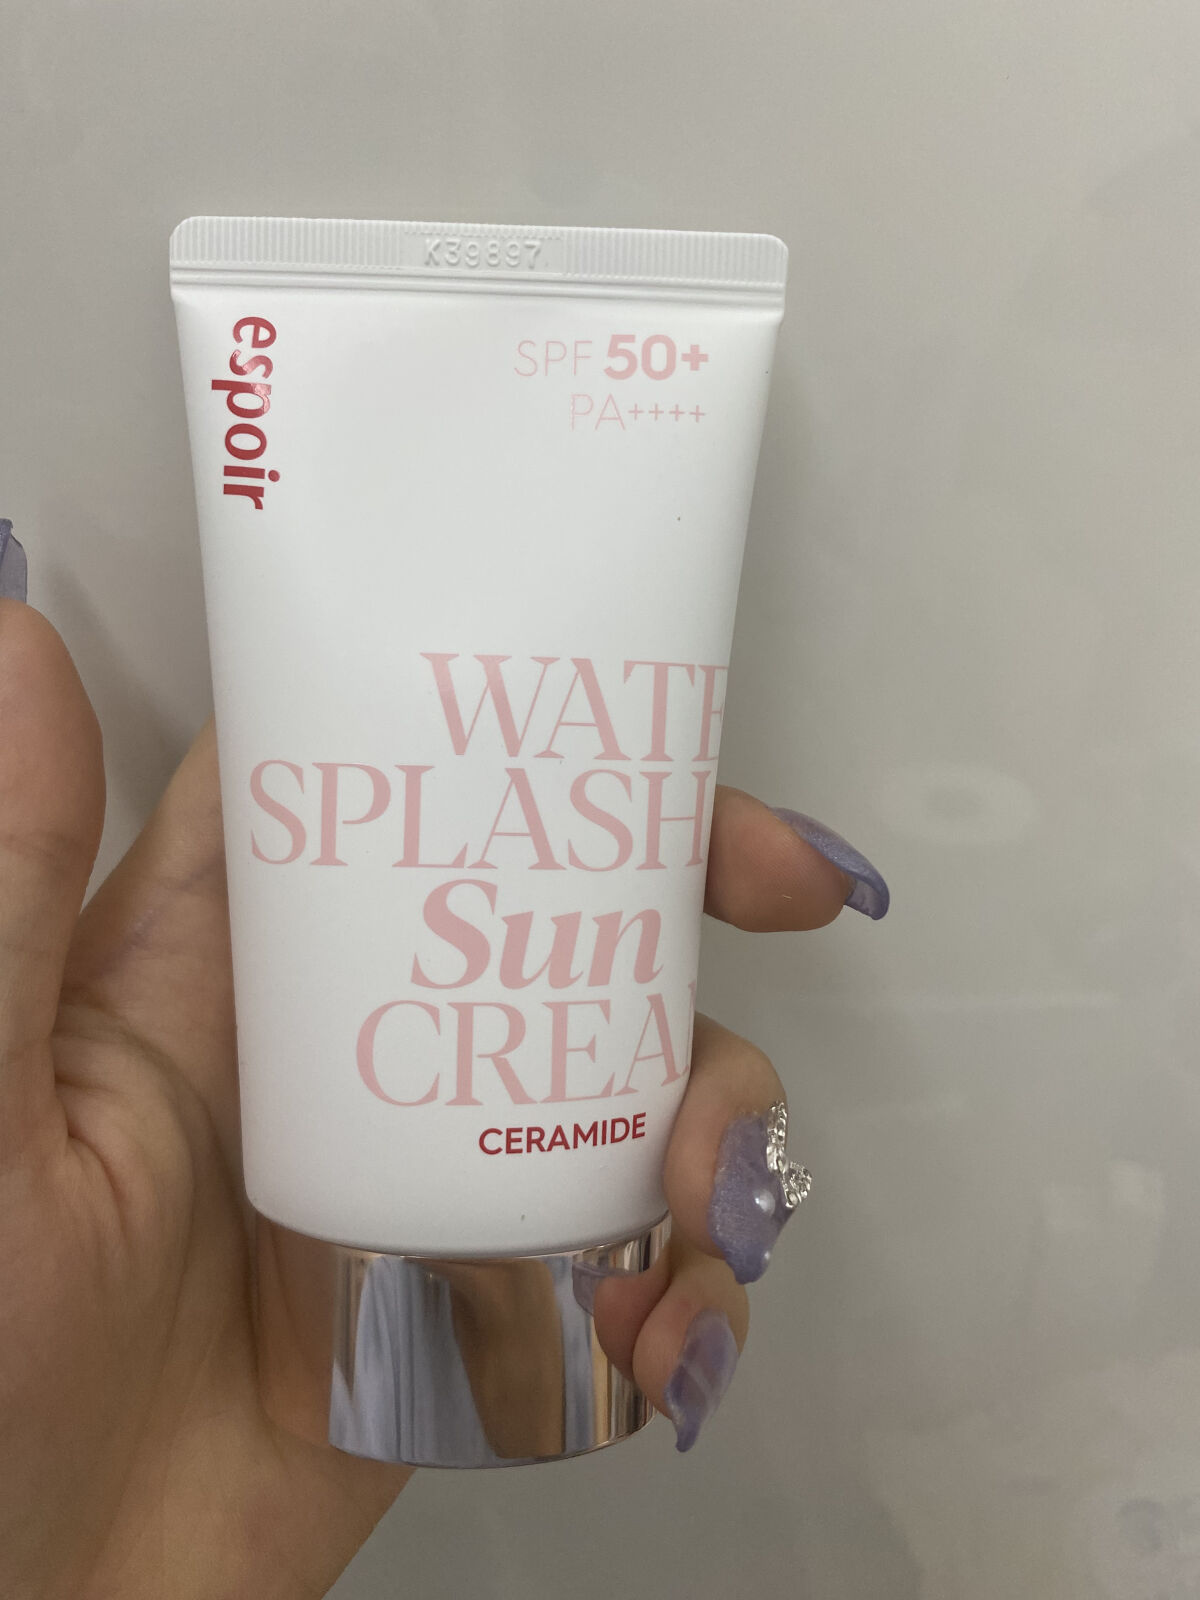 K39897
espoir
SPF 50+
PA++++
WATE
SPLASH
Sun
CREA
CERAMIDE